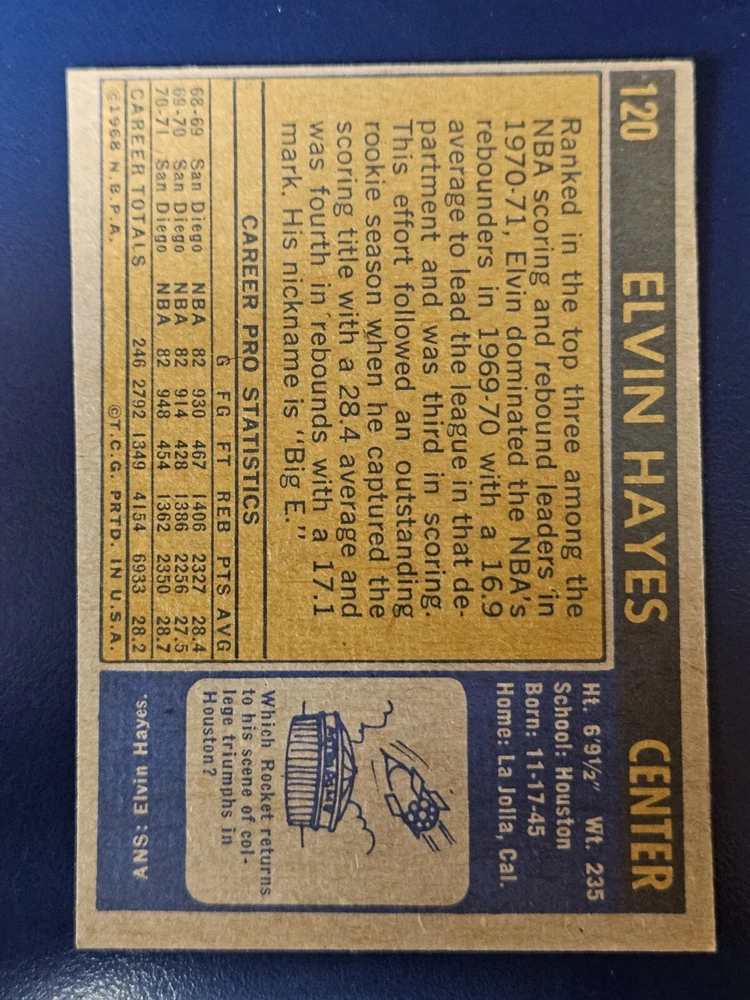 120 ELVIN HAYES CENTER
Ranked in the top three among the
NBA scoring and rebound leaders in
1970-71, Elvin dominated the NBA's
rebounders in 1969-70 with a 16.9
average to lead the league in that de-
partment and was third in scoring.
This effort followed an outstanding
rookie season when he captured the
scoring title with a 28.4 average and
was fourth in rebounds with a 17.1
mark. His nickname is "Big E."
CAREER PRO STATISTICS
G FG FT REB PTS AVG
68-69 San Diego NBA 82 930 467 1406 2327 28.4
69-70 San Diego NBA 82 914 428 1386 2256 27.5
70-71 San Diego NBA 82 948 454 1362 2350 28.7
CAREER TOTALS 246 2792 1349 4154 6933 28.2
©1968 N.B.P.A. ©T.C.G. PRTD. IN U.S.A.
Ht. 6'9½" Wt. 235
School: Houston
Born: 11-17-45
Home: La Jolla, Cal.
Which Rocket returns
to his scene of col-
lege triumphs in
Houston?
ANS: Elvin Hayes.